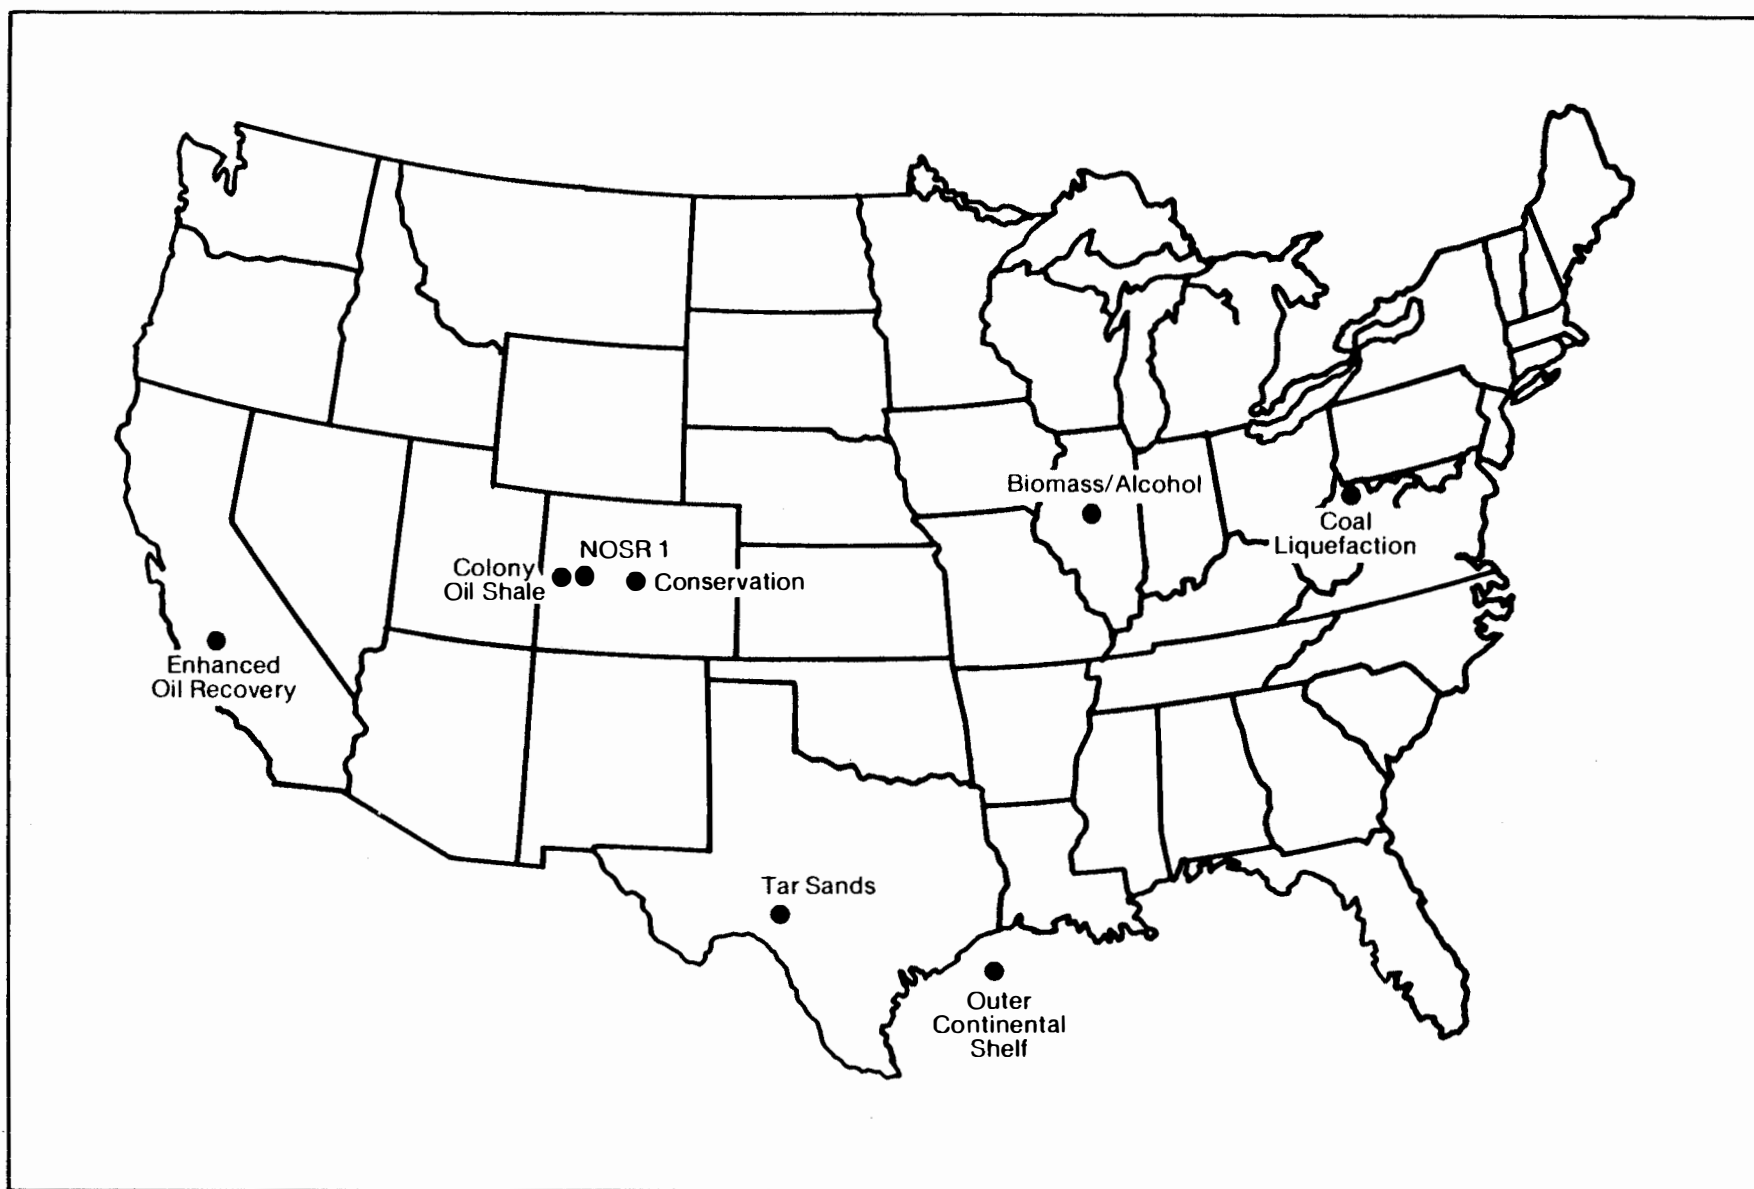 Biomass/Alcohol
Coal
Liquefaction
NOSR 1
Colony
Oil Shale
Conservation
Enhanced
Oil Recovery
Tar Sands
Outer
Continental
Shelf